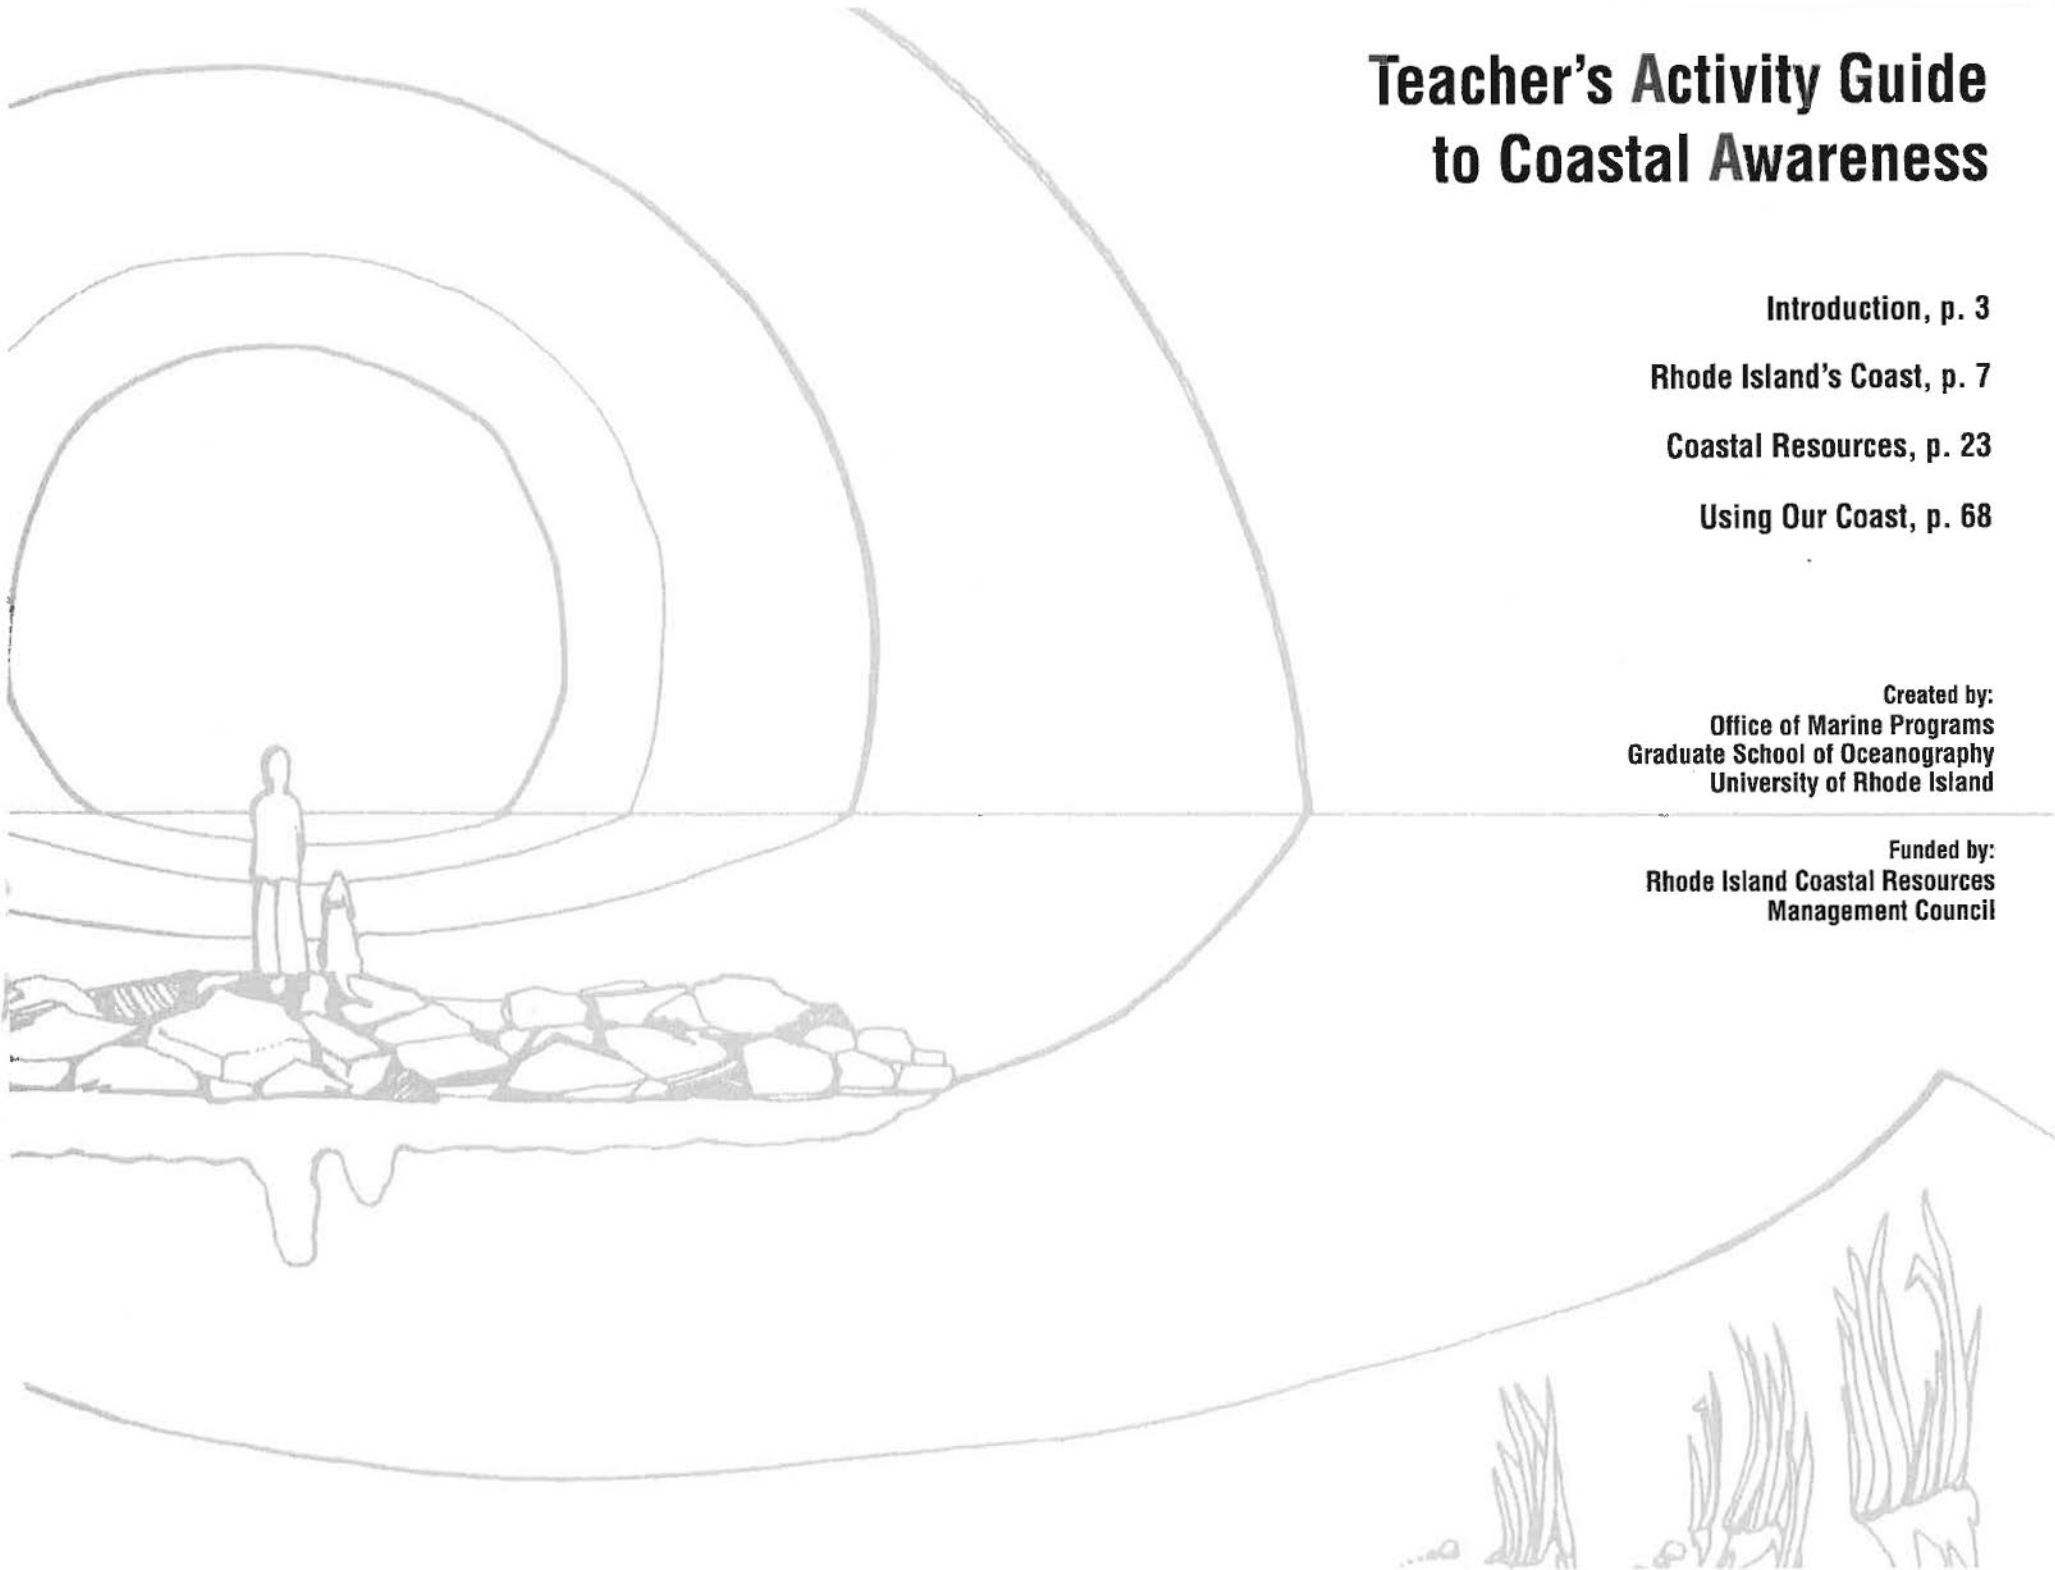 Teacher's Activity Guide
to Coastal Awareness
Introduction, p. 3
Rhode Island's Coast, p. 7
Coastal Resources, p. 23
Using Our Coast, p. 68
Created by:
Office of Marine Programs
Graduate School of Oceanography
University of Rhode Island
Funded by:
Rhode Island Coastal Resources
Management Council